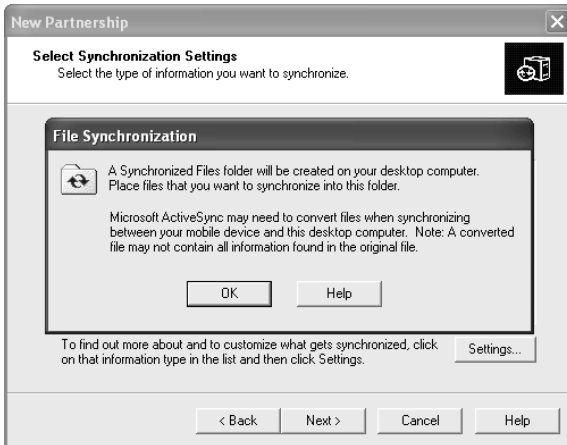 New Partnership
Select Synchronization Settings
Select the type of information you want to synchronize.
File Synchronization
A Synchronized Files folder will be created on your desktop computer.
Place files that you want to synchronize into this folder.
Microsoft ActiveSync may need to convert files when synchronizing
between your mobile device and this desktop computer. Note: A converted
file may not contain all information found in the original file.
OK
Help
To find out more about and to customize what gets synchronized, click
on that information type in the list and then click Settings.
Settings...
< Back
Next >
Cancel
Help